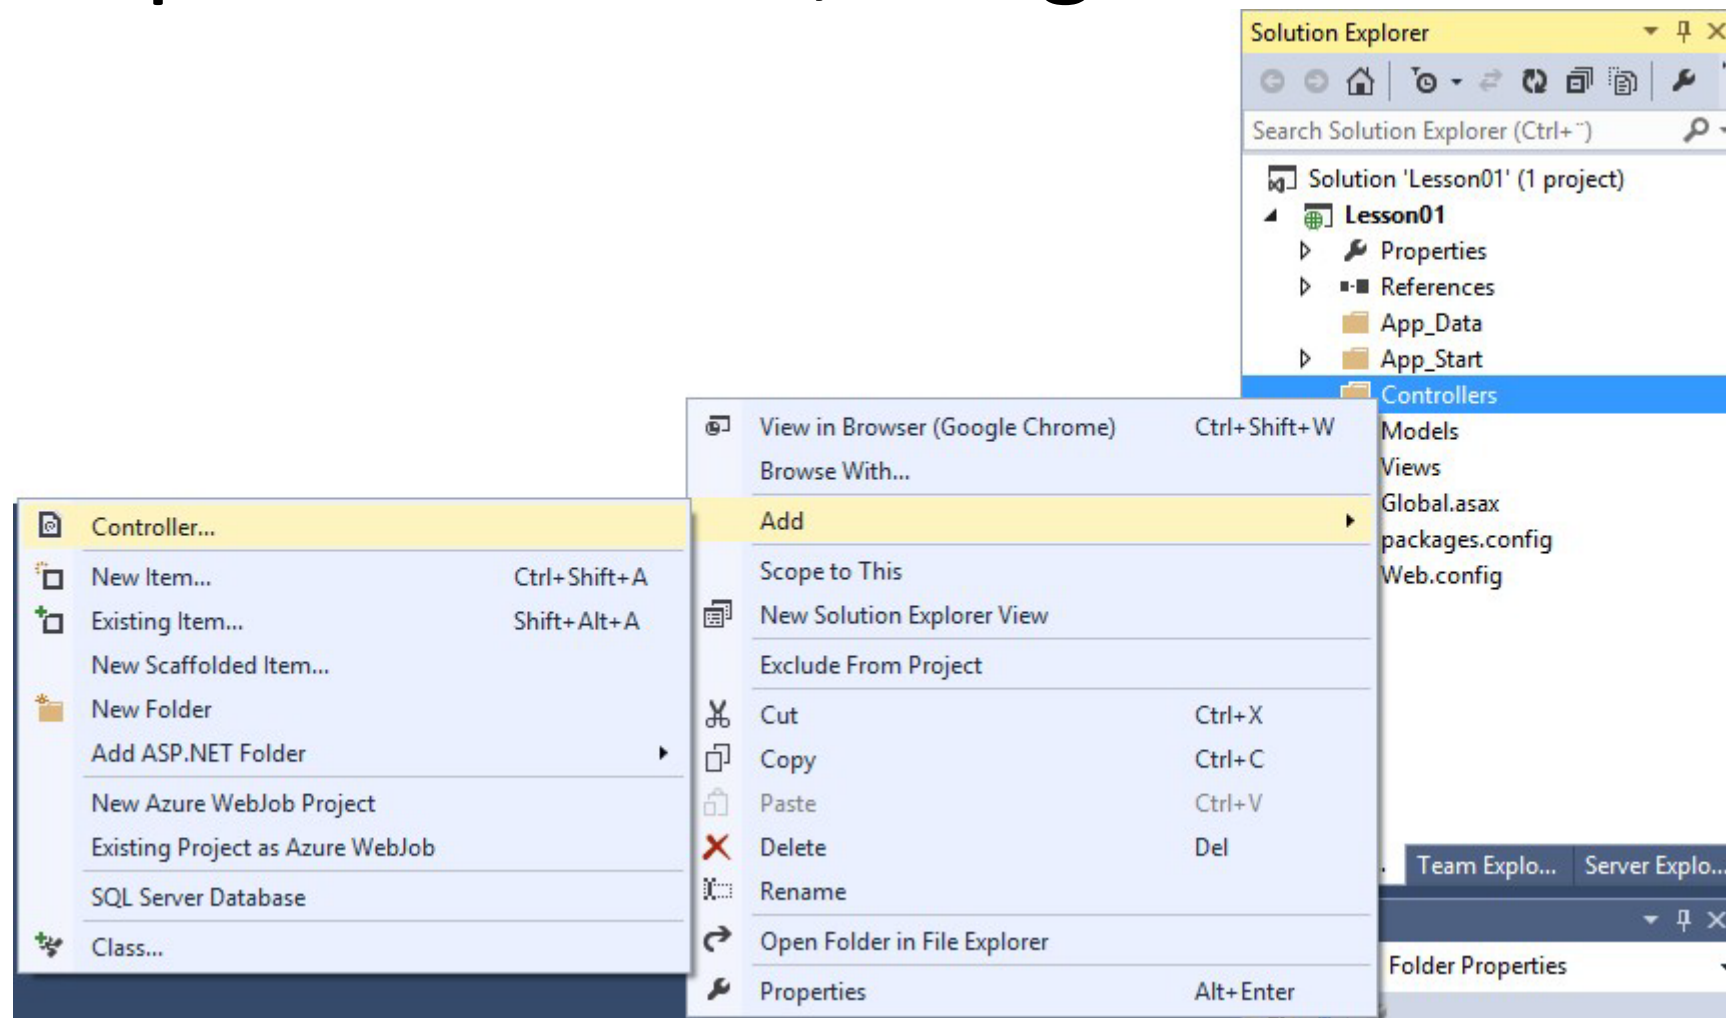 Solution Explorer
Search Solution Explorer (Ctrl+¨)
Solution 'Lesson01' (1 project)
Lesson01
Properties
References
App_Data
App_Start
Controllers
Models
Views
Global.asax
packages.config
Web.config
View in Browser (Google Chrome) Ctrl+Shift+W
Browse With...
Add
Scope to This
New Solution Explorer View
Exclude From Project
Cut Ctrl+X
Copy Ctrl+C
Paste Ctrl+V
Delete Del
Rename
Open Folder in File Explorer
Properties Alt+Enter
Controller...
New Item... Ctrl+Shift+A
Existing Item... Shift+Alt+A
New Scaffolded Item...
New Folder
Add ASP.NET Folder
New Azure WebJob Project
Existing Project as Azure WebJob
SQL Server Database
Class...
Team Explo... Server Explo...
Folder Properties